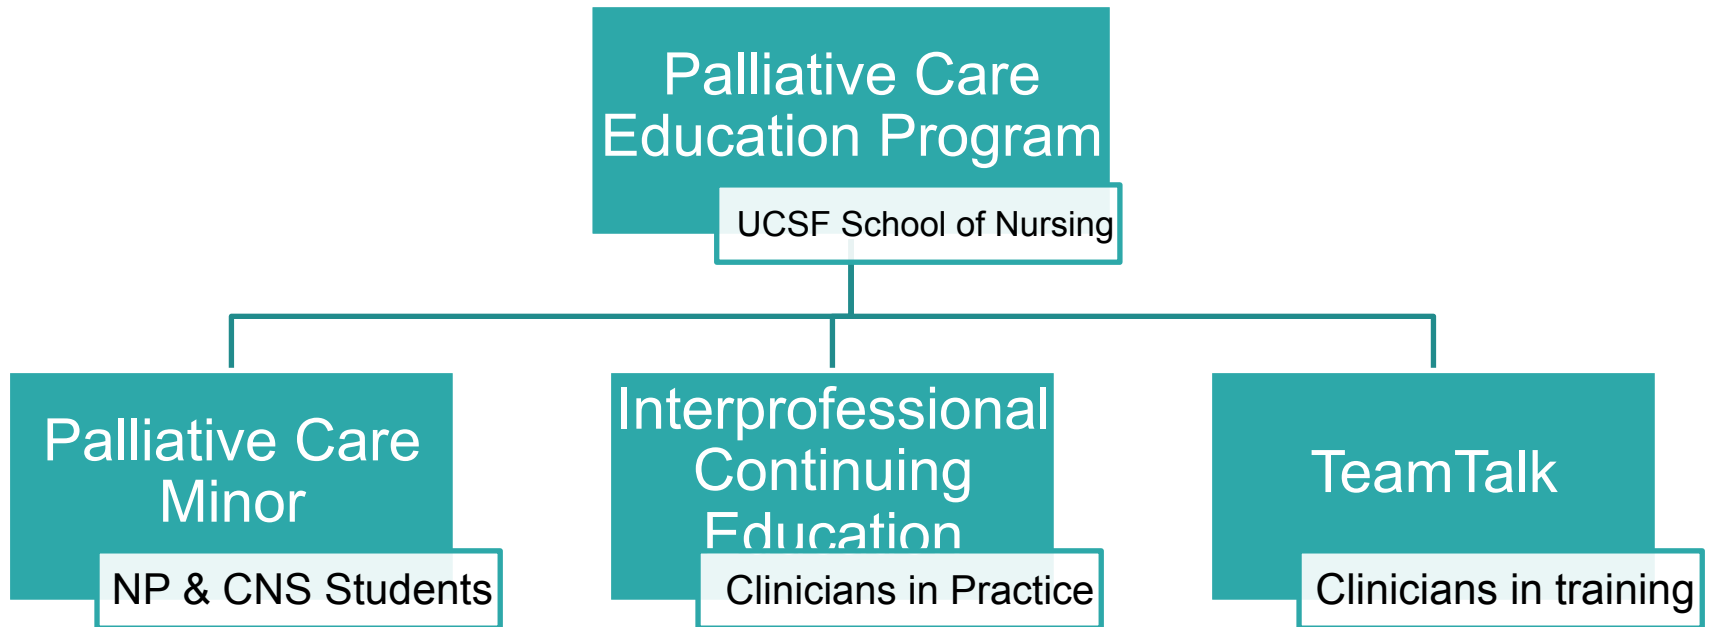 Palliative Care
Education Program
UCSF School of Nursing
Palliative Care
Minor
NP & CNS Students
Interprofessional
Continuing
Education
Clinicians in Practice
TeamTalk
Clinicians in training